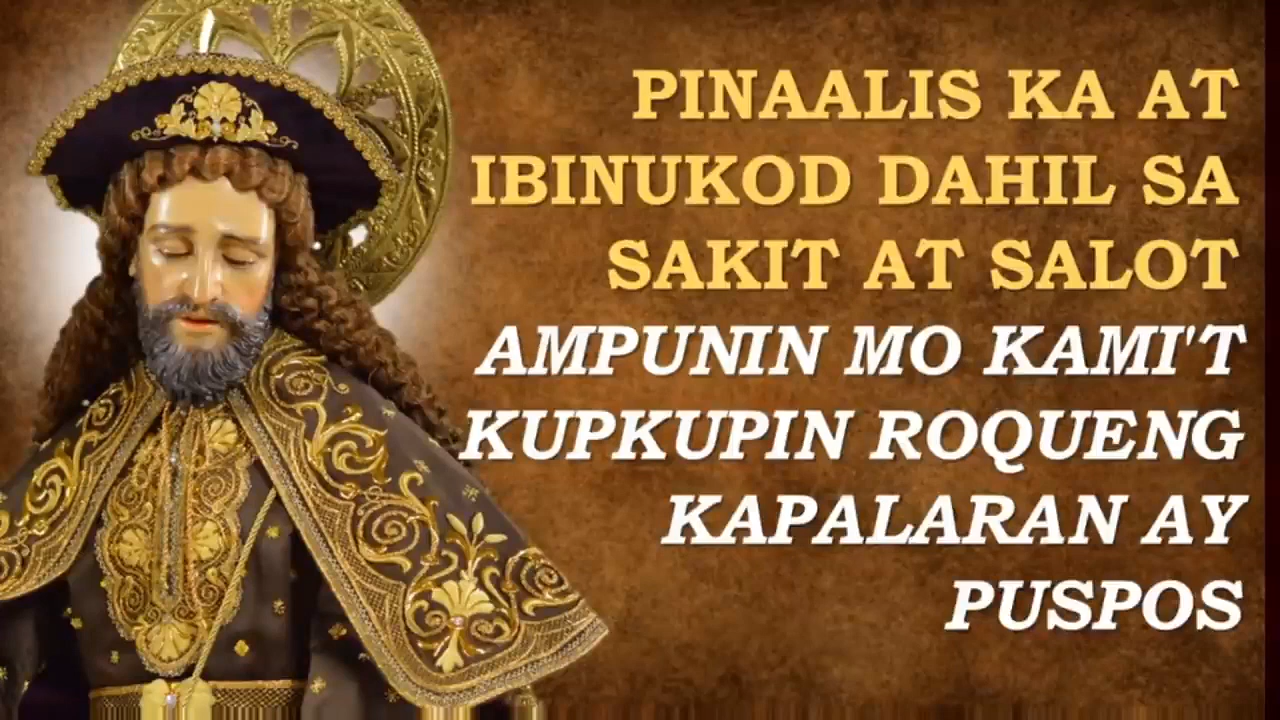 PINAALIS KA AT
IBINUKOD DAHIL SA
SAKIT AT SALOT
AMPUNIN MO KAMI'T
KUPKUPIN ROQUENG
KAPALARAN AY
PUSPOS